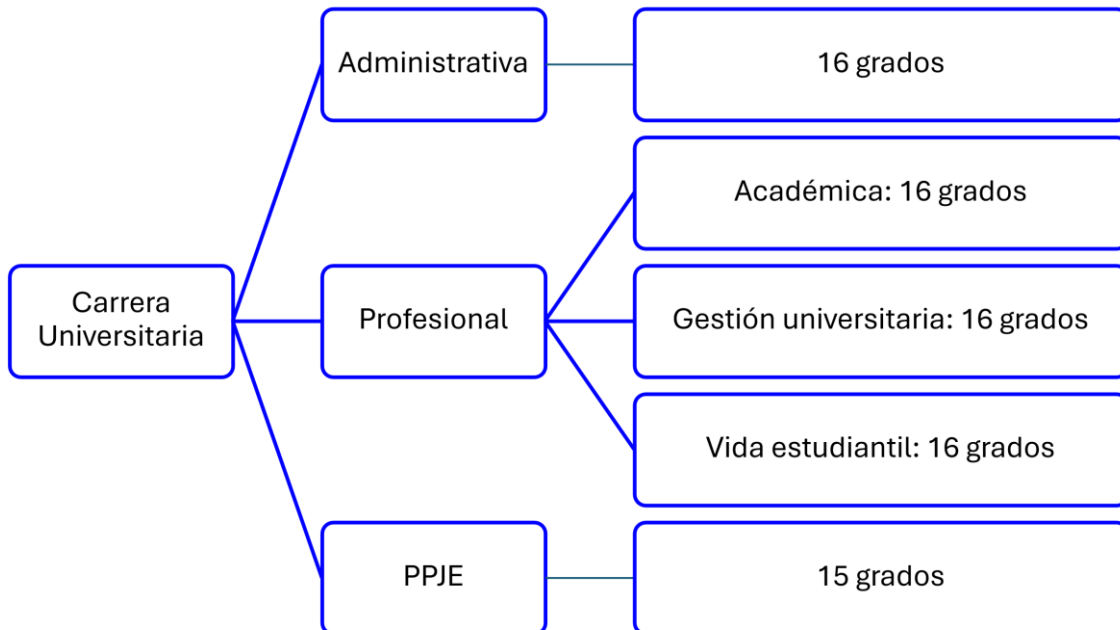 Carrera
Universitaria
Administrativa
16 grados
Profesional
Académica: 16 grados
Gestión universitaria: 16 grados
Vida estudiantil: 16 grados
PPJE
15 grados